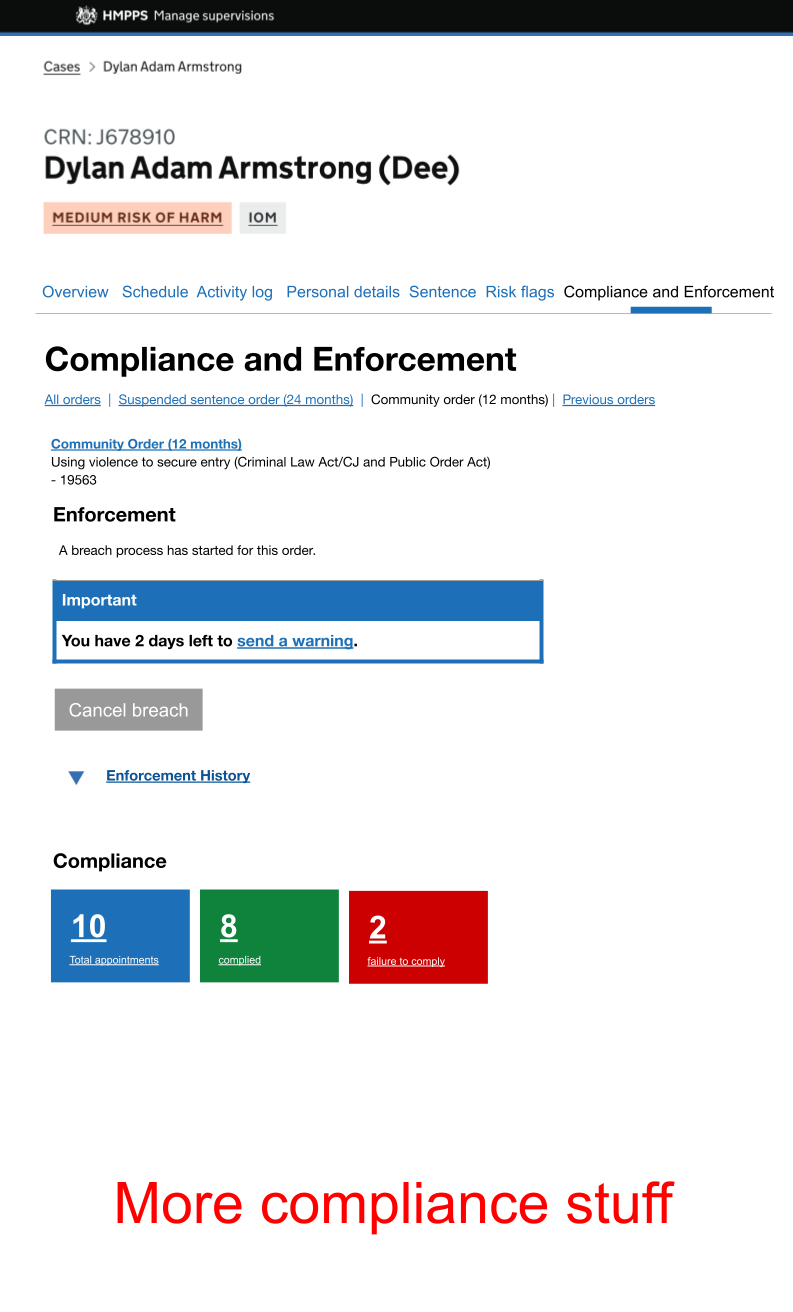 HMPPS Manage supervisions
Cases > Dylan Adam Armstrong
CRN: J678910
Dylan Adam Armstrong (Dee)
MEDIUM RISK OF HARM IOM
Overview Schedule Activity log Personal details Sentence Risk flags Compliance and Enforcement
Compliance and Enforcement
All orders | Suspended sentence order (24 months) | Community order (12 months) | Previous orders
Community Order (12 months)
Using violence to secure entry (Criminal Law Act/CJ and Public Order Act)
- 19563
Enforcement
A breach process has started for this order.
Important
You have 2 days left to send a warning.
Cancel breach
Enforcement History
Compliance
10 8 2
Total appointments complied failure to comply
More compliance stuff